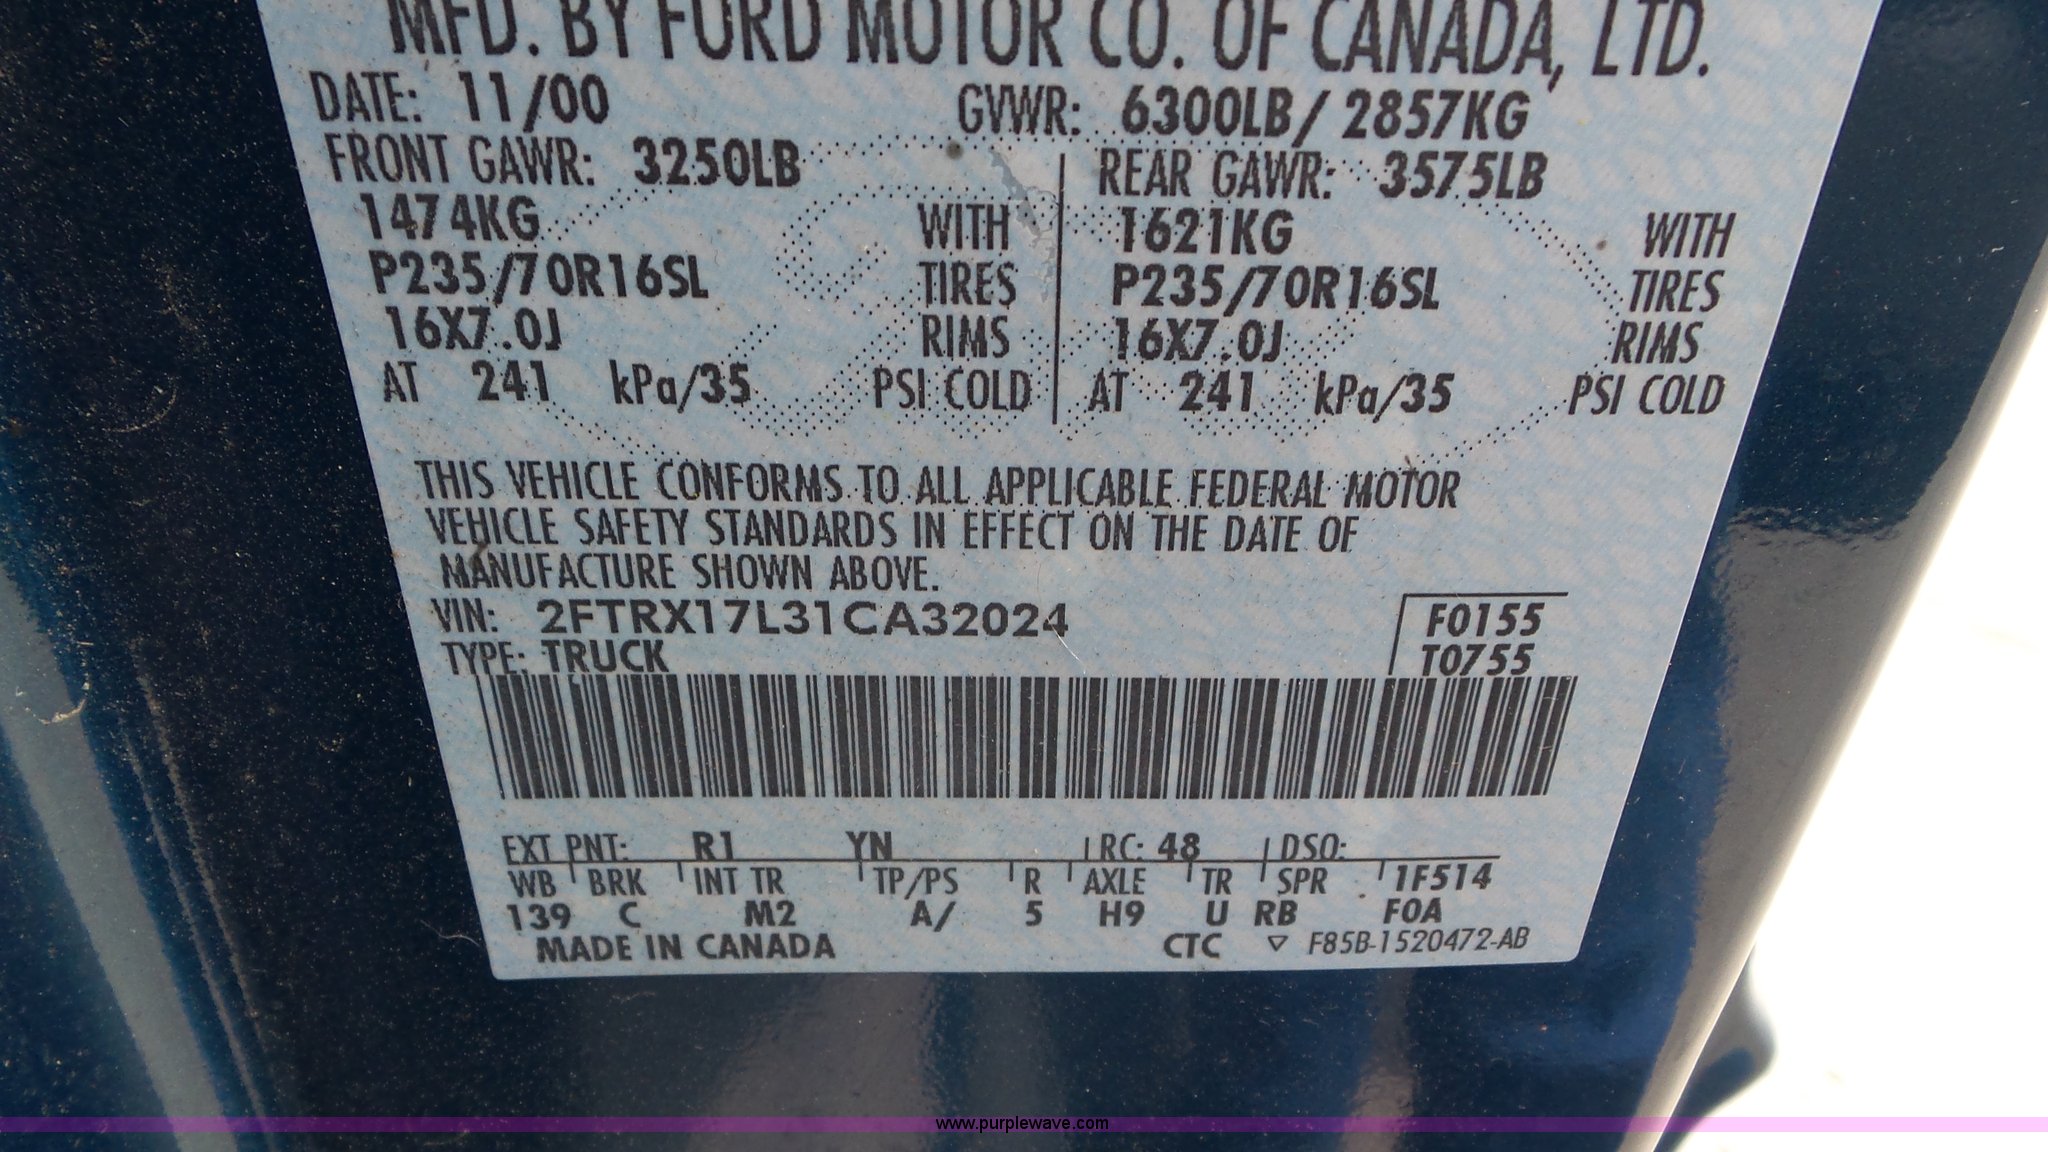 MFD. BY FORD MOTOR CO. OF CANADA, LTD.
DATE: 11/00 GVWR: 6300LB/ 2857KG
FRONT GAWR: 3250LB REAR GAWR: 3575LB
1474KG WITH 1621KG WITH
P235/70R16SL TIRES P235/70R16SL TIRES
16X7.0J RIMS 16X7.0J RIMS
AT 241 kPa/35 PSI COLD AT 241 kPa/35 PSI COLD
THIS VEHICLE CONFORMS TO ALL APPLICABLE FEDERAL MOTOR
VEHICLE SAFETY STANDARDS IN EFFECT ON THE DATE OF
MANUFACTURE SHOWN ABOVE.
VIN: 2FTRX17L31CA32024 F0155
TYPE: TRUCK T0755
EXT PNT: R1 YN RC: 48 DSO:
WB BRK INT TR TP/PS R AXLE TR SPR 1F514
139 C M2 A/ 5 H9 U RB F0A
MADE IN CANADA CTC ▽ F85B-1520472-AB
www.purplewave.com